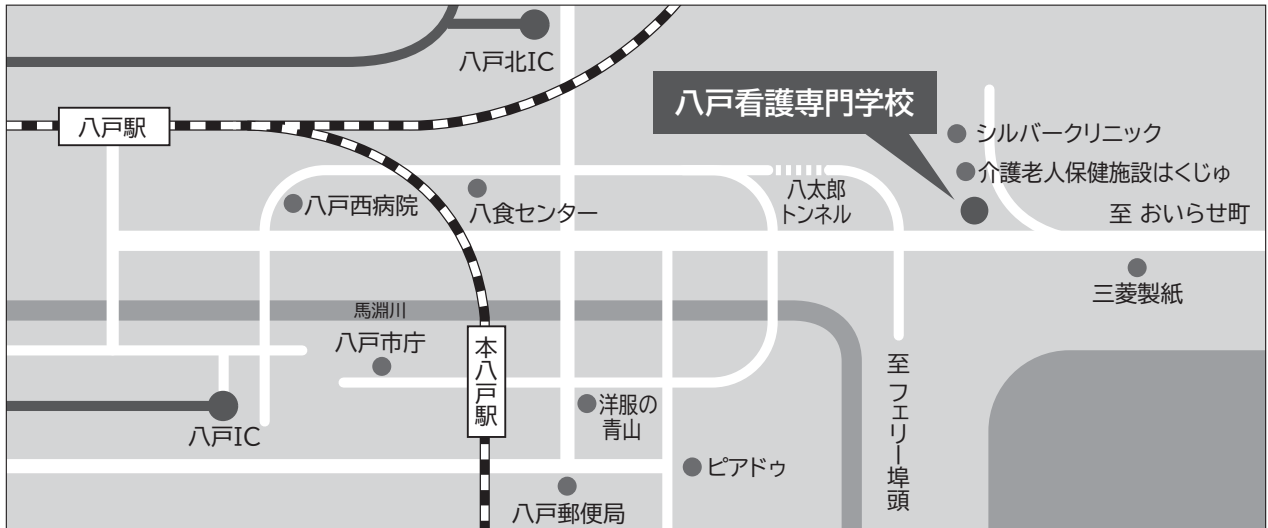 八戸北IC
八戸看護専門学校
八戸駅
シルバークリニック
介護老人保健施設はくじゅ
八戸西病院
八食センター
八太郎
トンネル
至 おいらせ町
三菱製紙
馬淵川
八戸市庁
本八戸駅
至 フェリー埠頭
洋服の
青山
八戸IC
ピアドゥ
八戸郵便局